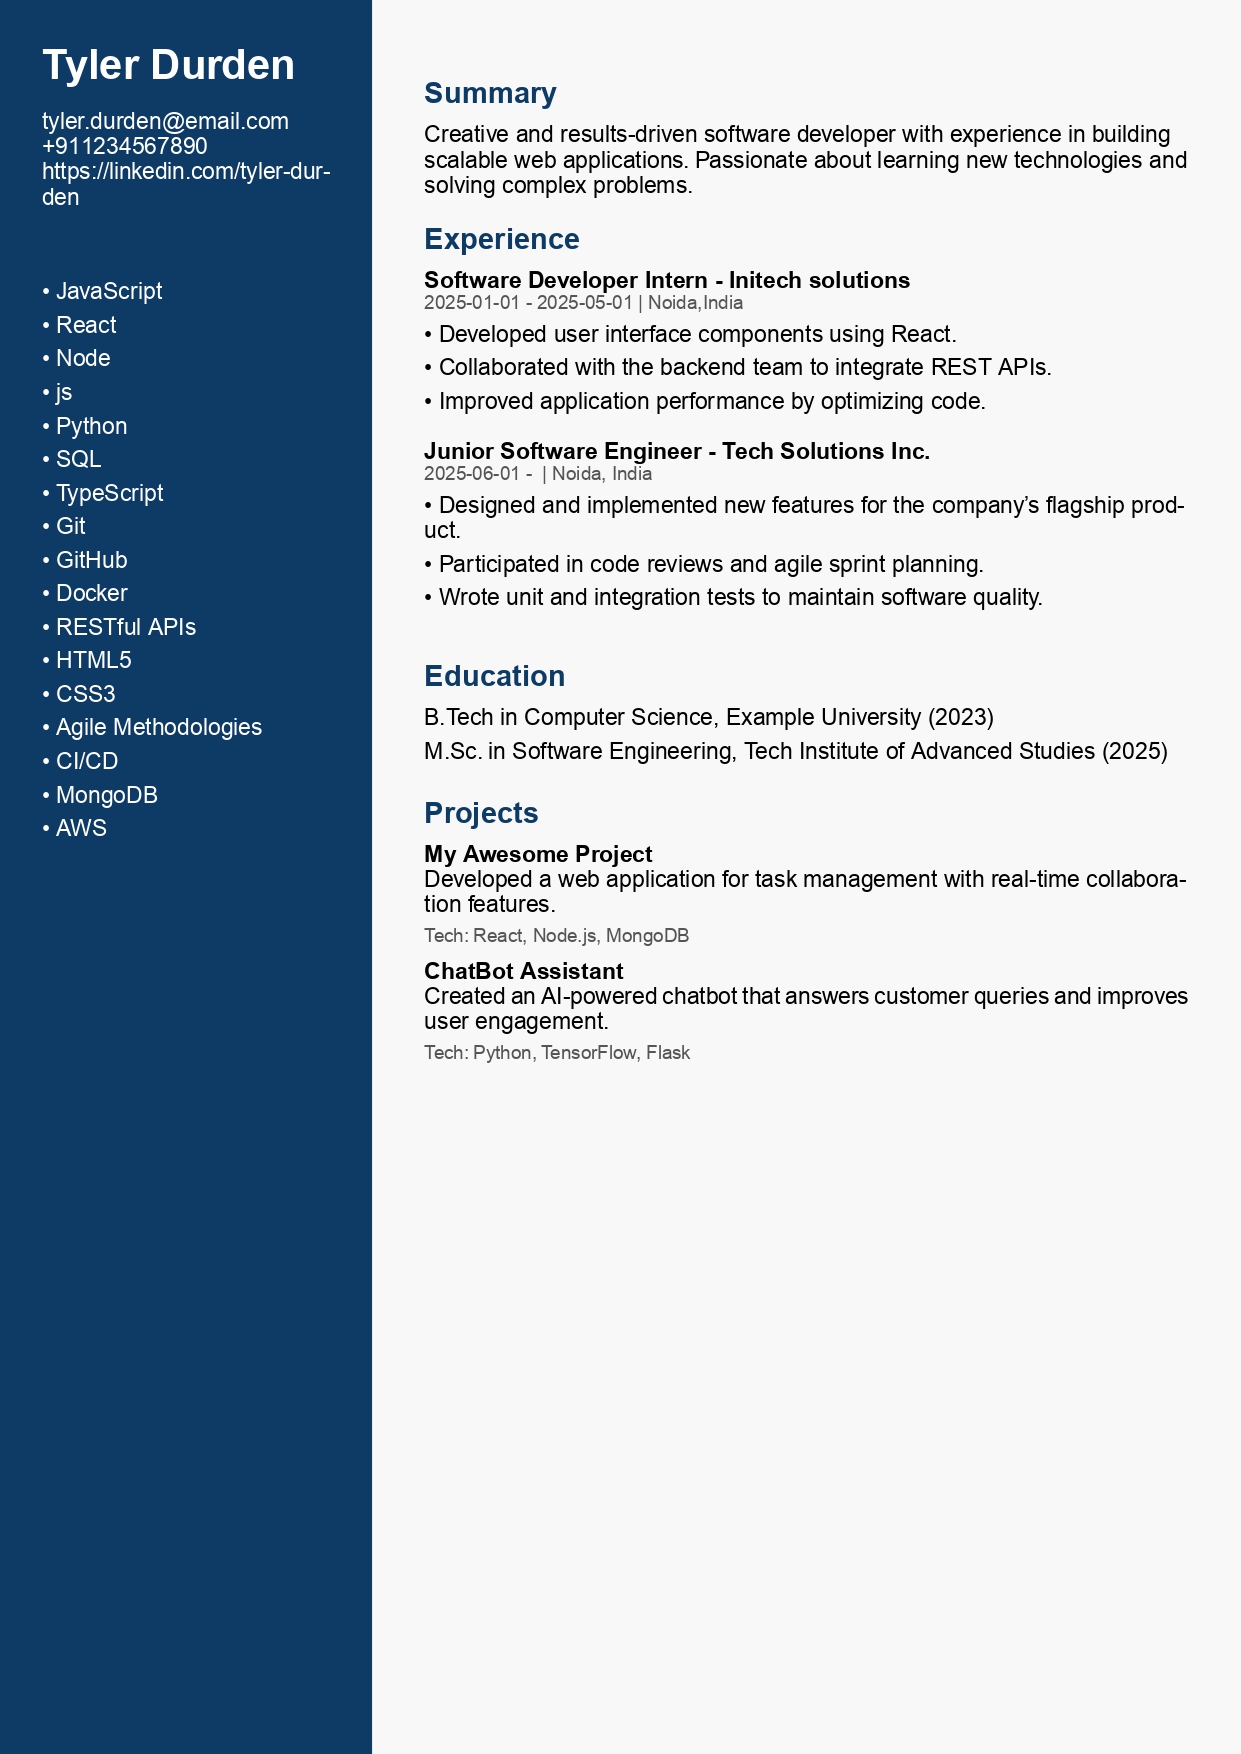 Tyler Durden
tyler.durden@email.com
+911234567890
https://linkedin.com/tyler-dur-
den
• JavaScript
• React
• Node
• js
• Python
• SQL
• TypeScript
• Git
• GitHub
• Docker
• RESTful APIs
• HTML5
• CSS3
• Agile Methodologies
• CI/CD
• MongoDB
• AWS
Summary
Creative and results-driven software developer with experience in building
scalable web applications. Passionate about learning new technologies and
solving complex problems.
Experience
Software Developer Intern - Initech solutions
2025-01-01 - 2025-05-01 | Noida,India
• Developed user interface components using React.
• Collaborated with the backend team to integrate REST APIs.
• Improved application performance by optimizing code.
Junior Software Engineer - Tech Solutions Inc.
2025-06-01 -  | Noida, India
• Designed and implemented new features for the company’s flagship prod-
uct.
• Participated in code reviews and agile sprint planning.
• Wrote unit and integration tests to maintain software quality.
Education
B.Tech in Computer Science, Example University (2023)
M.Sc. in Software Engineering, Tech Institute of Advanced Studies (2025)
Projects
My Awesome Project
Developed a web application for task management with real-time collabora-
tion features.
Tech: React, Node.js, MongoDB
ChatBot Assistant
Created an AI-powered chatbot that answers customer queries and improves
user engagement.
Tech: Python, TensorFlow, Flask